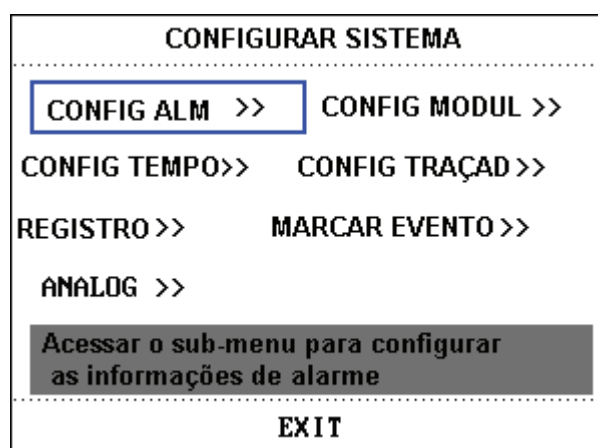 CONFIGURAR SISTEMA
CONFIG ALM >> CONFIG MODUL >>
CONFIG TEMPO>> CONFIG TRAÇAD>>
REGISTRO>> MARCAR EVENTO>>
ANALOG >>
Acessar o sub-menu para configurar
as informações de alarme
EXIT